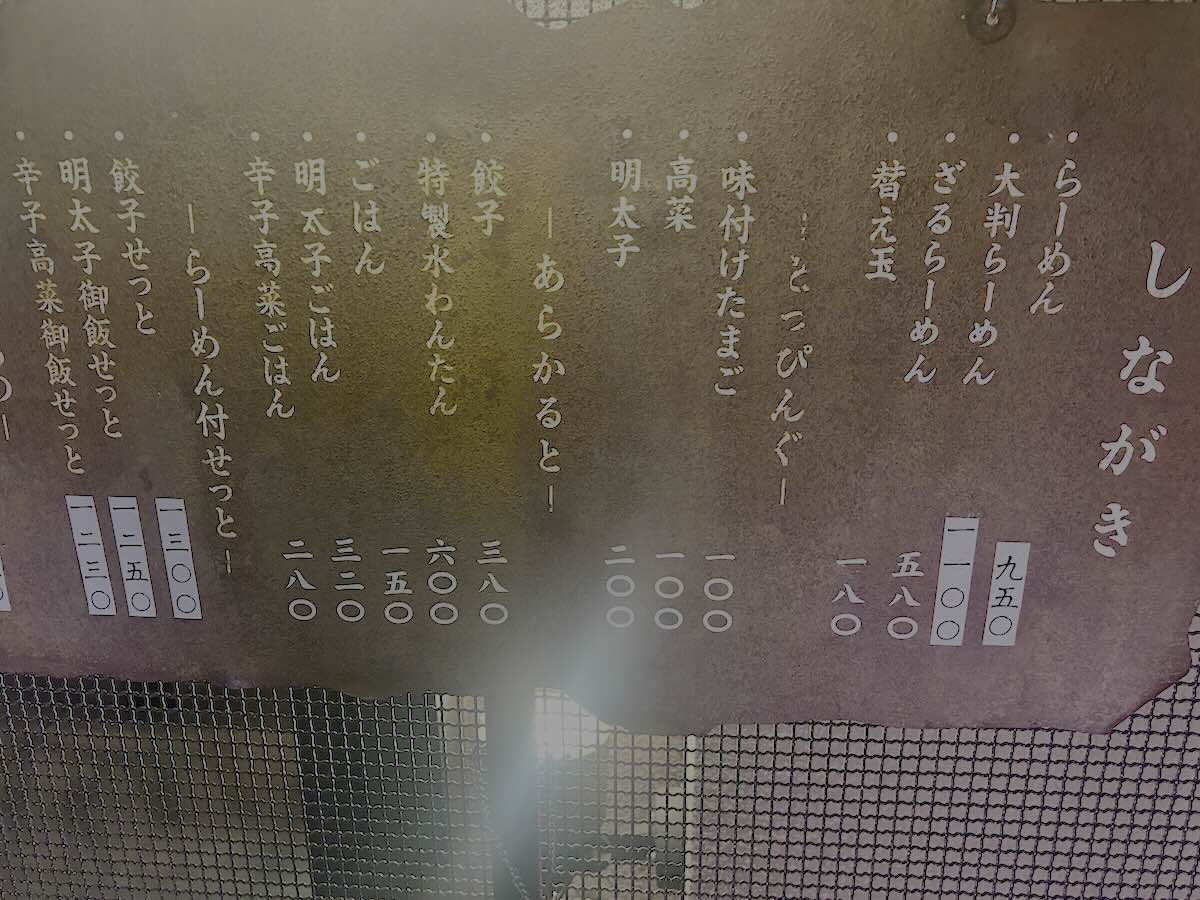 しながき
・らーめん 九五〇
・大判らーめん 一一〇〇
・ざるらーめん 五八〇
・替え玉 一八〇
とっぴんぐ―
・味付けたまご 一〇〇
・高菜 一〇〇
・明太子 二〇〇
―あらかると―
・餃子 三八〇
・特製水わんたん 六〇〇
・ごはん 一五〇
・明太子ごはん 三二〇
・辛子高菜ごはん 二八〇
―らーめん付せっと―
・餃子せっと 一三〇〇
・明太子御飯せっと 一二五〇
・辛子高菜御飯せっと 一二三〇